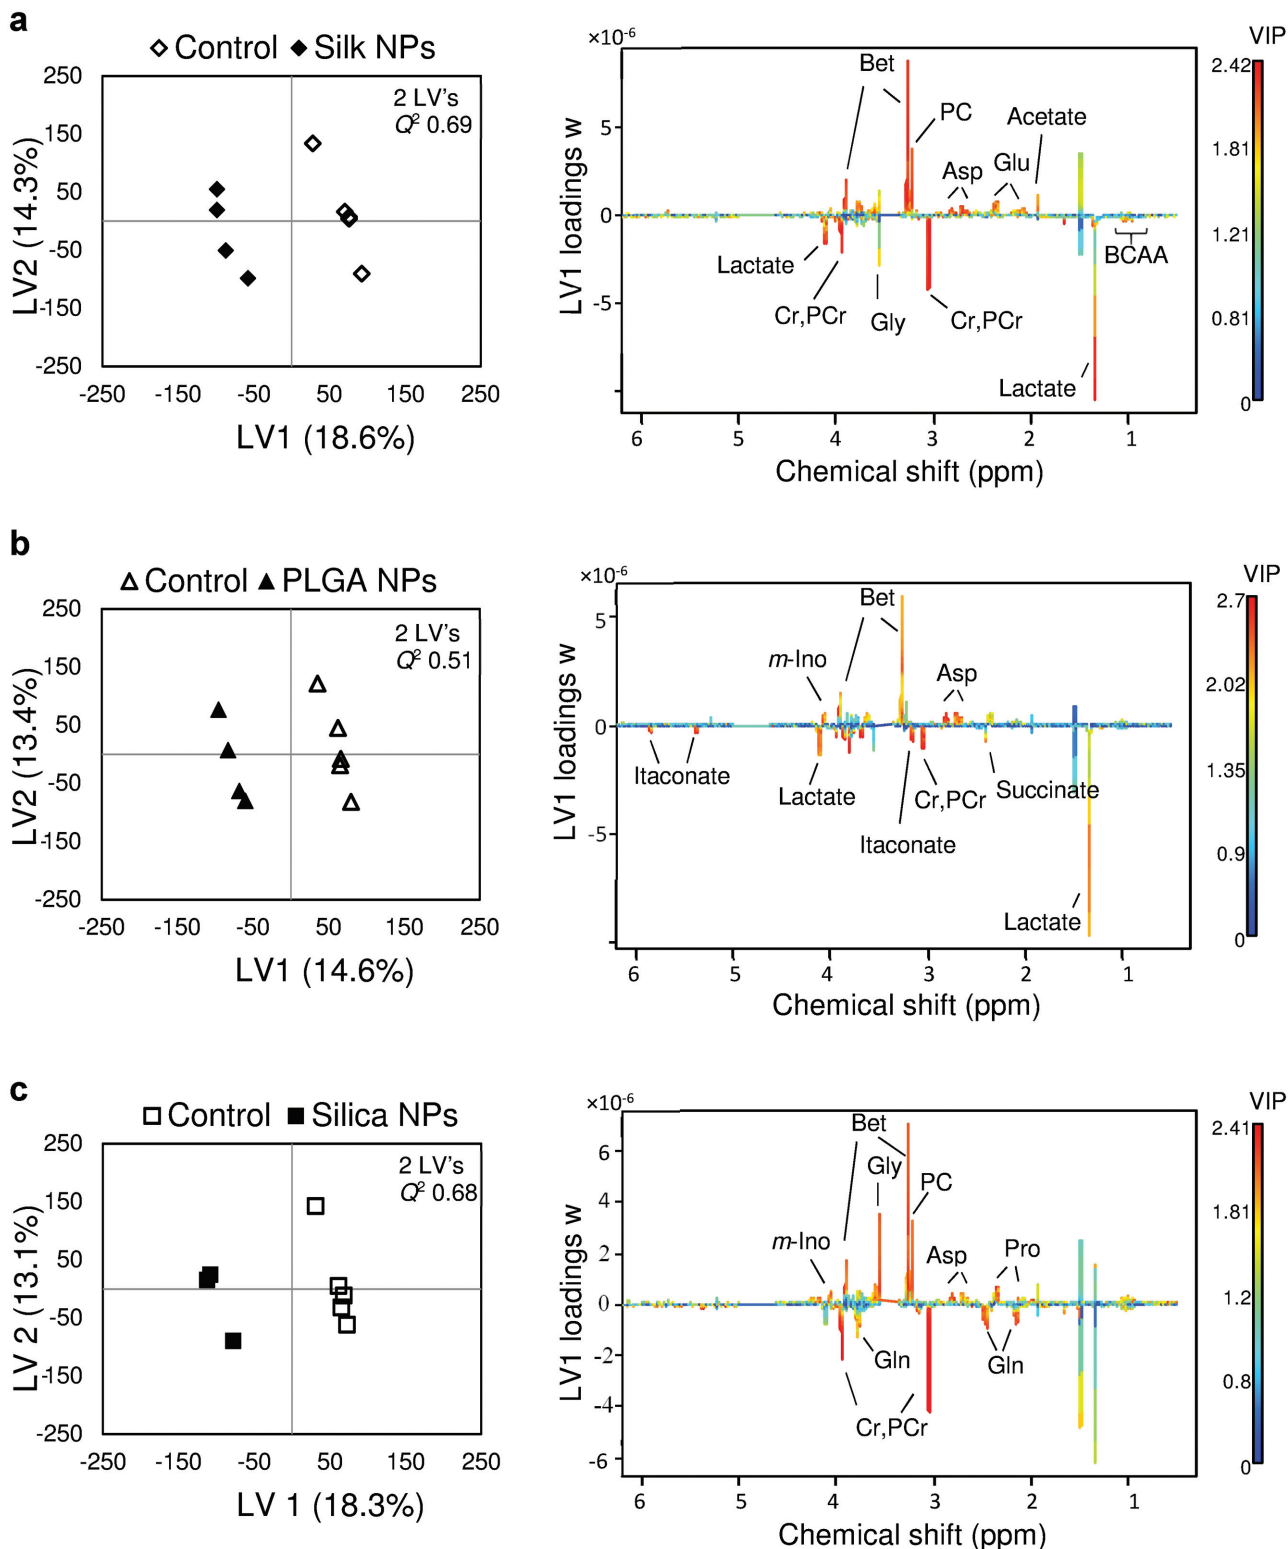 a
◇ Control ◆ Silk NPs
2 LV's
Q² 0.69
250
150
50
-50
-150
-250
LV2 (14.3%)
-250 -150 -50 50 150 250
LV1 (18.6%)
×10⁻⁶
5
0
-5
LV1 loadings w
Bet
PC
Acetate
Asp
Glu
Lactate
Cr,PCr
Gly
Cr,PCr
BCAA
Lactate
6 5 4 3 2 1
Chemical shift (ppm)
VIP
2.42
1.81
1.21
0.81
0
b
△ Control ▲ PLGA NPs
2 LV's
Q² 0.51
250
150
50
-50
-150
-250
LV2 (13.4%)
-250 -150 -50 50 150 250
LV1 (14.6%)
×10⁻⁶
5
0
-5
LV1 loadings w
Bet
m-Ino
Asp
Itaconate
Lactate
Cr,PCr
Succinate
Itaconate
Lactate
6 5 4 3 2 1
Chemical shift (ppm)
VIP
2.7
2.02
1.35
0.9
0
c
□ Control ■ Silica NPs
2 LV's
Q² 0.68
250
150
50
-50
-150
-250
LV 2 (13.1%)
-250 -150 -50 50 150 250
LV 1 (18.3%)
×10⁻⁶
6
4
2
0
-2
-4
-6
LV1 loadings w
Bet
Gly
PC
m-Ino
Asp
Pro
Gln
Gln
Cr,PCr
6 5 4 3 2 1
Chemical shift (ppm)
VIP
2.41
1.81
1.2
0.8
0